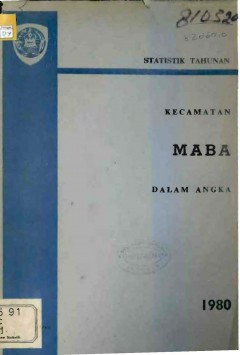 810520
STATISTIK TAHUNAN
KECAMATAN
MABA
DALAM ANGKA
1980